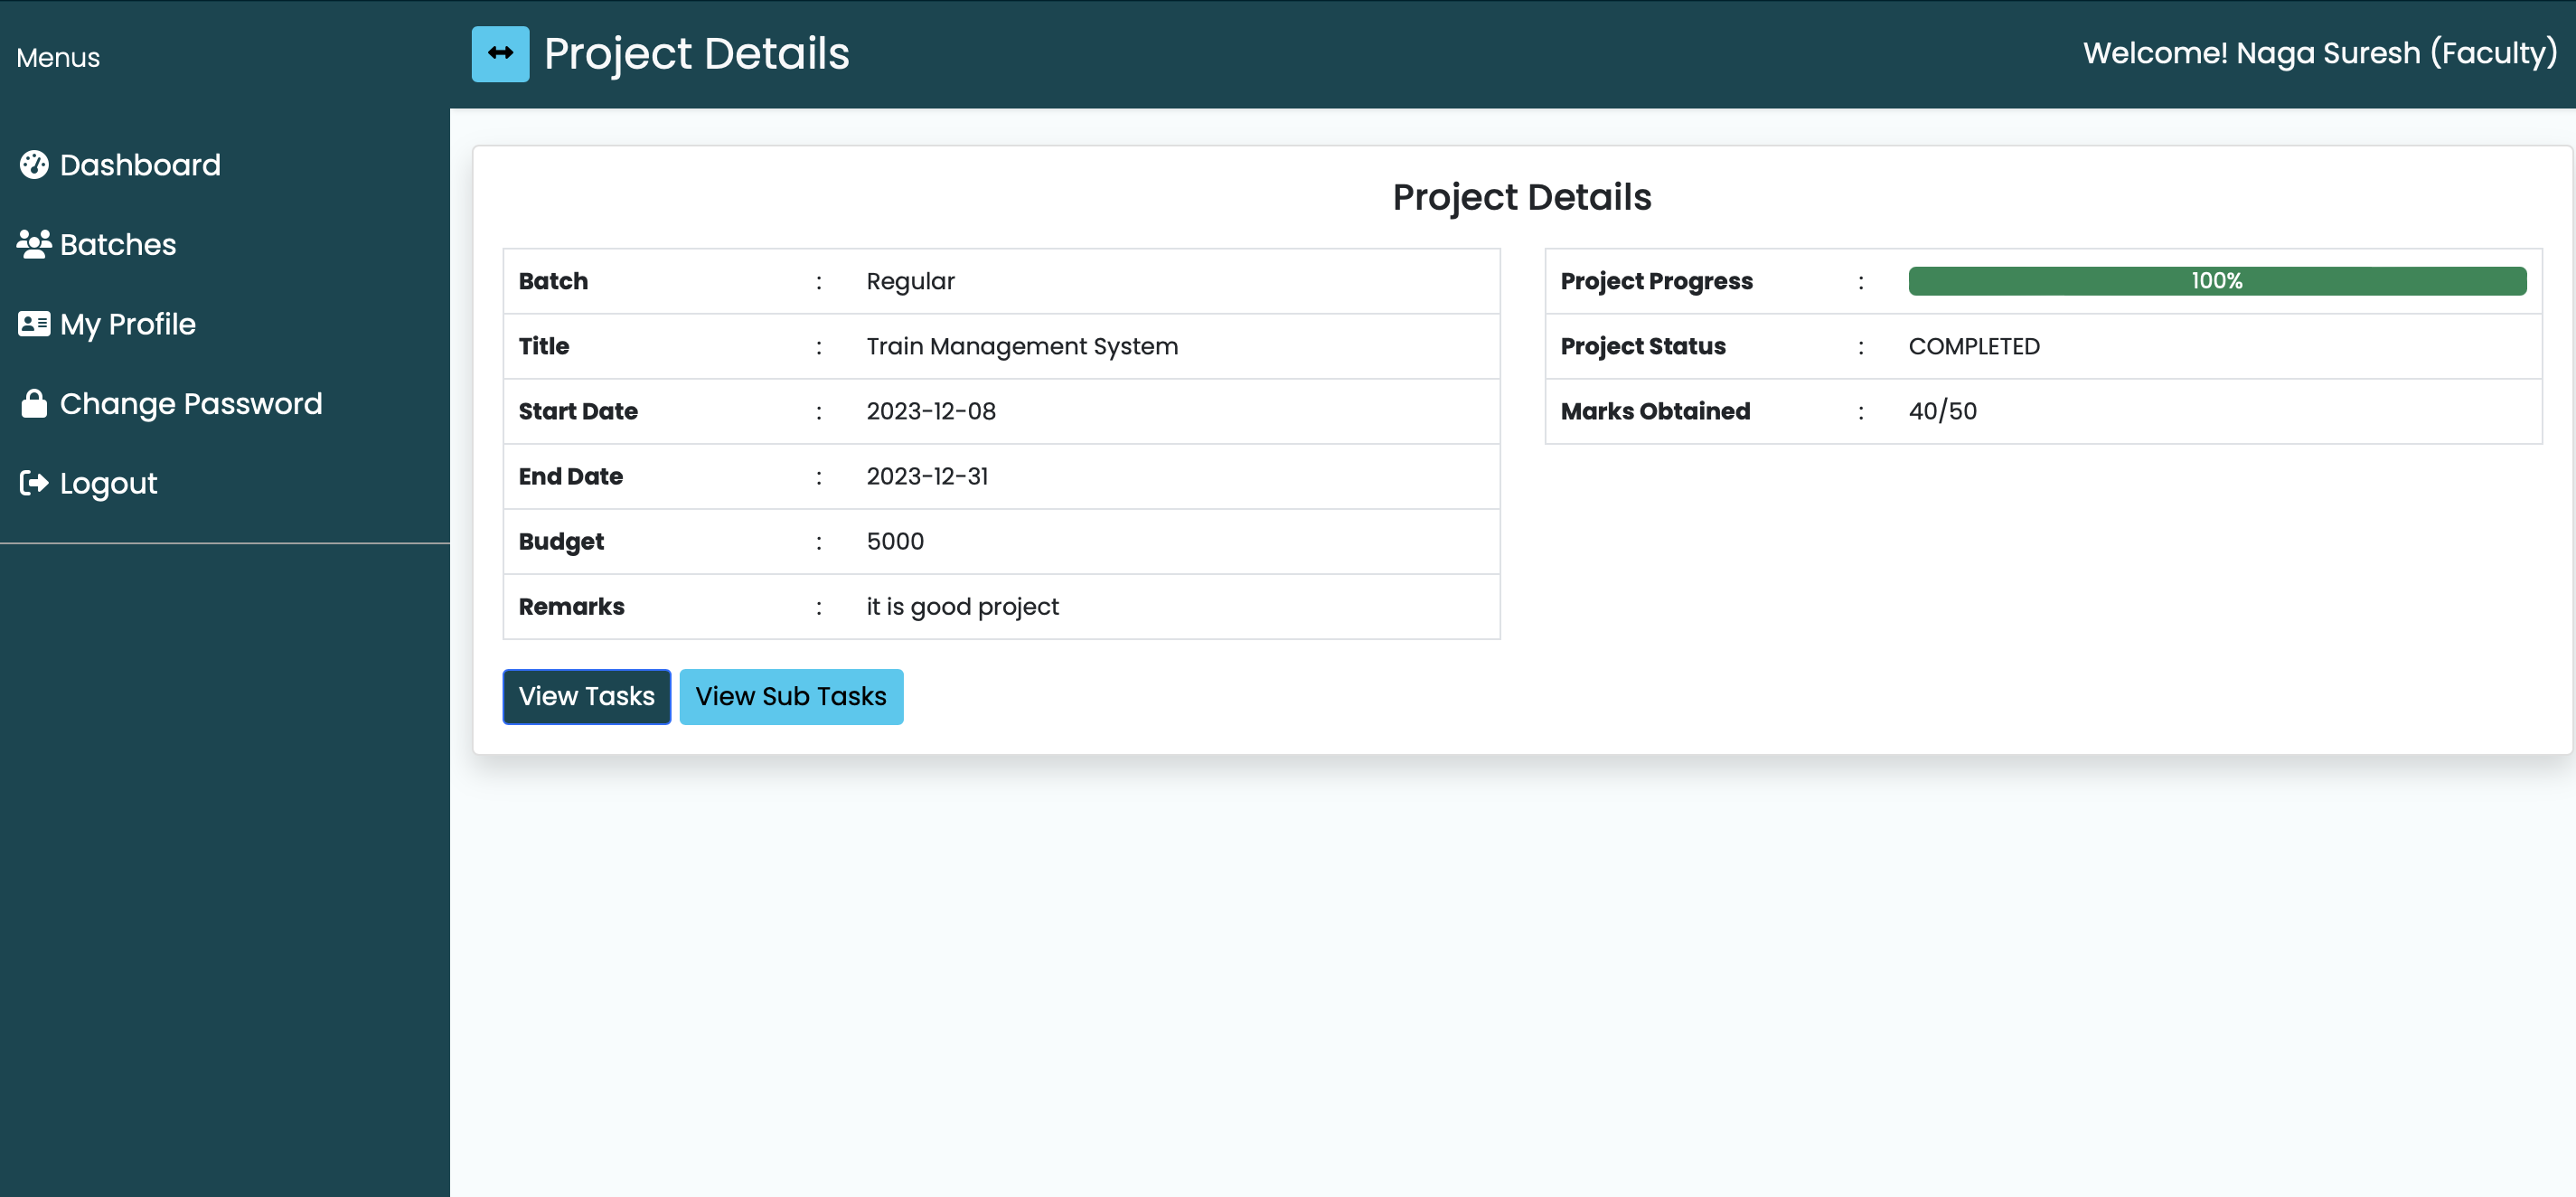 Menus
Dashboard
Batches
My Profile
Change Password
Logout
Project Details
Welcome! Naga Suresh (Faculty)
Project Details
Batch : Regular
Title : Train Management System
Start Date : 2023-12-08
End Date : 2023-12-31
Budget : 5000
Remarks : it is good project
Project Progress : 100%
Project Status : COMPLETED
Marks Obtained : 40/50
View Tasks
View Sub Tasks